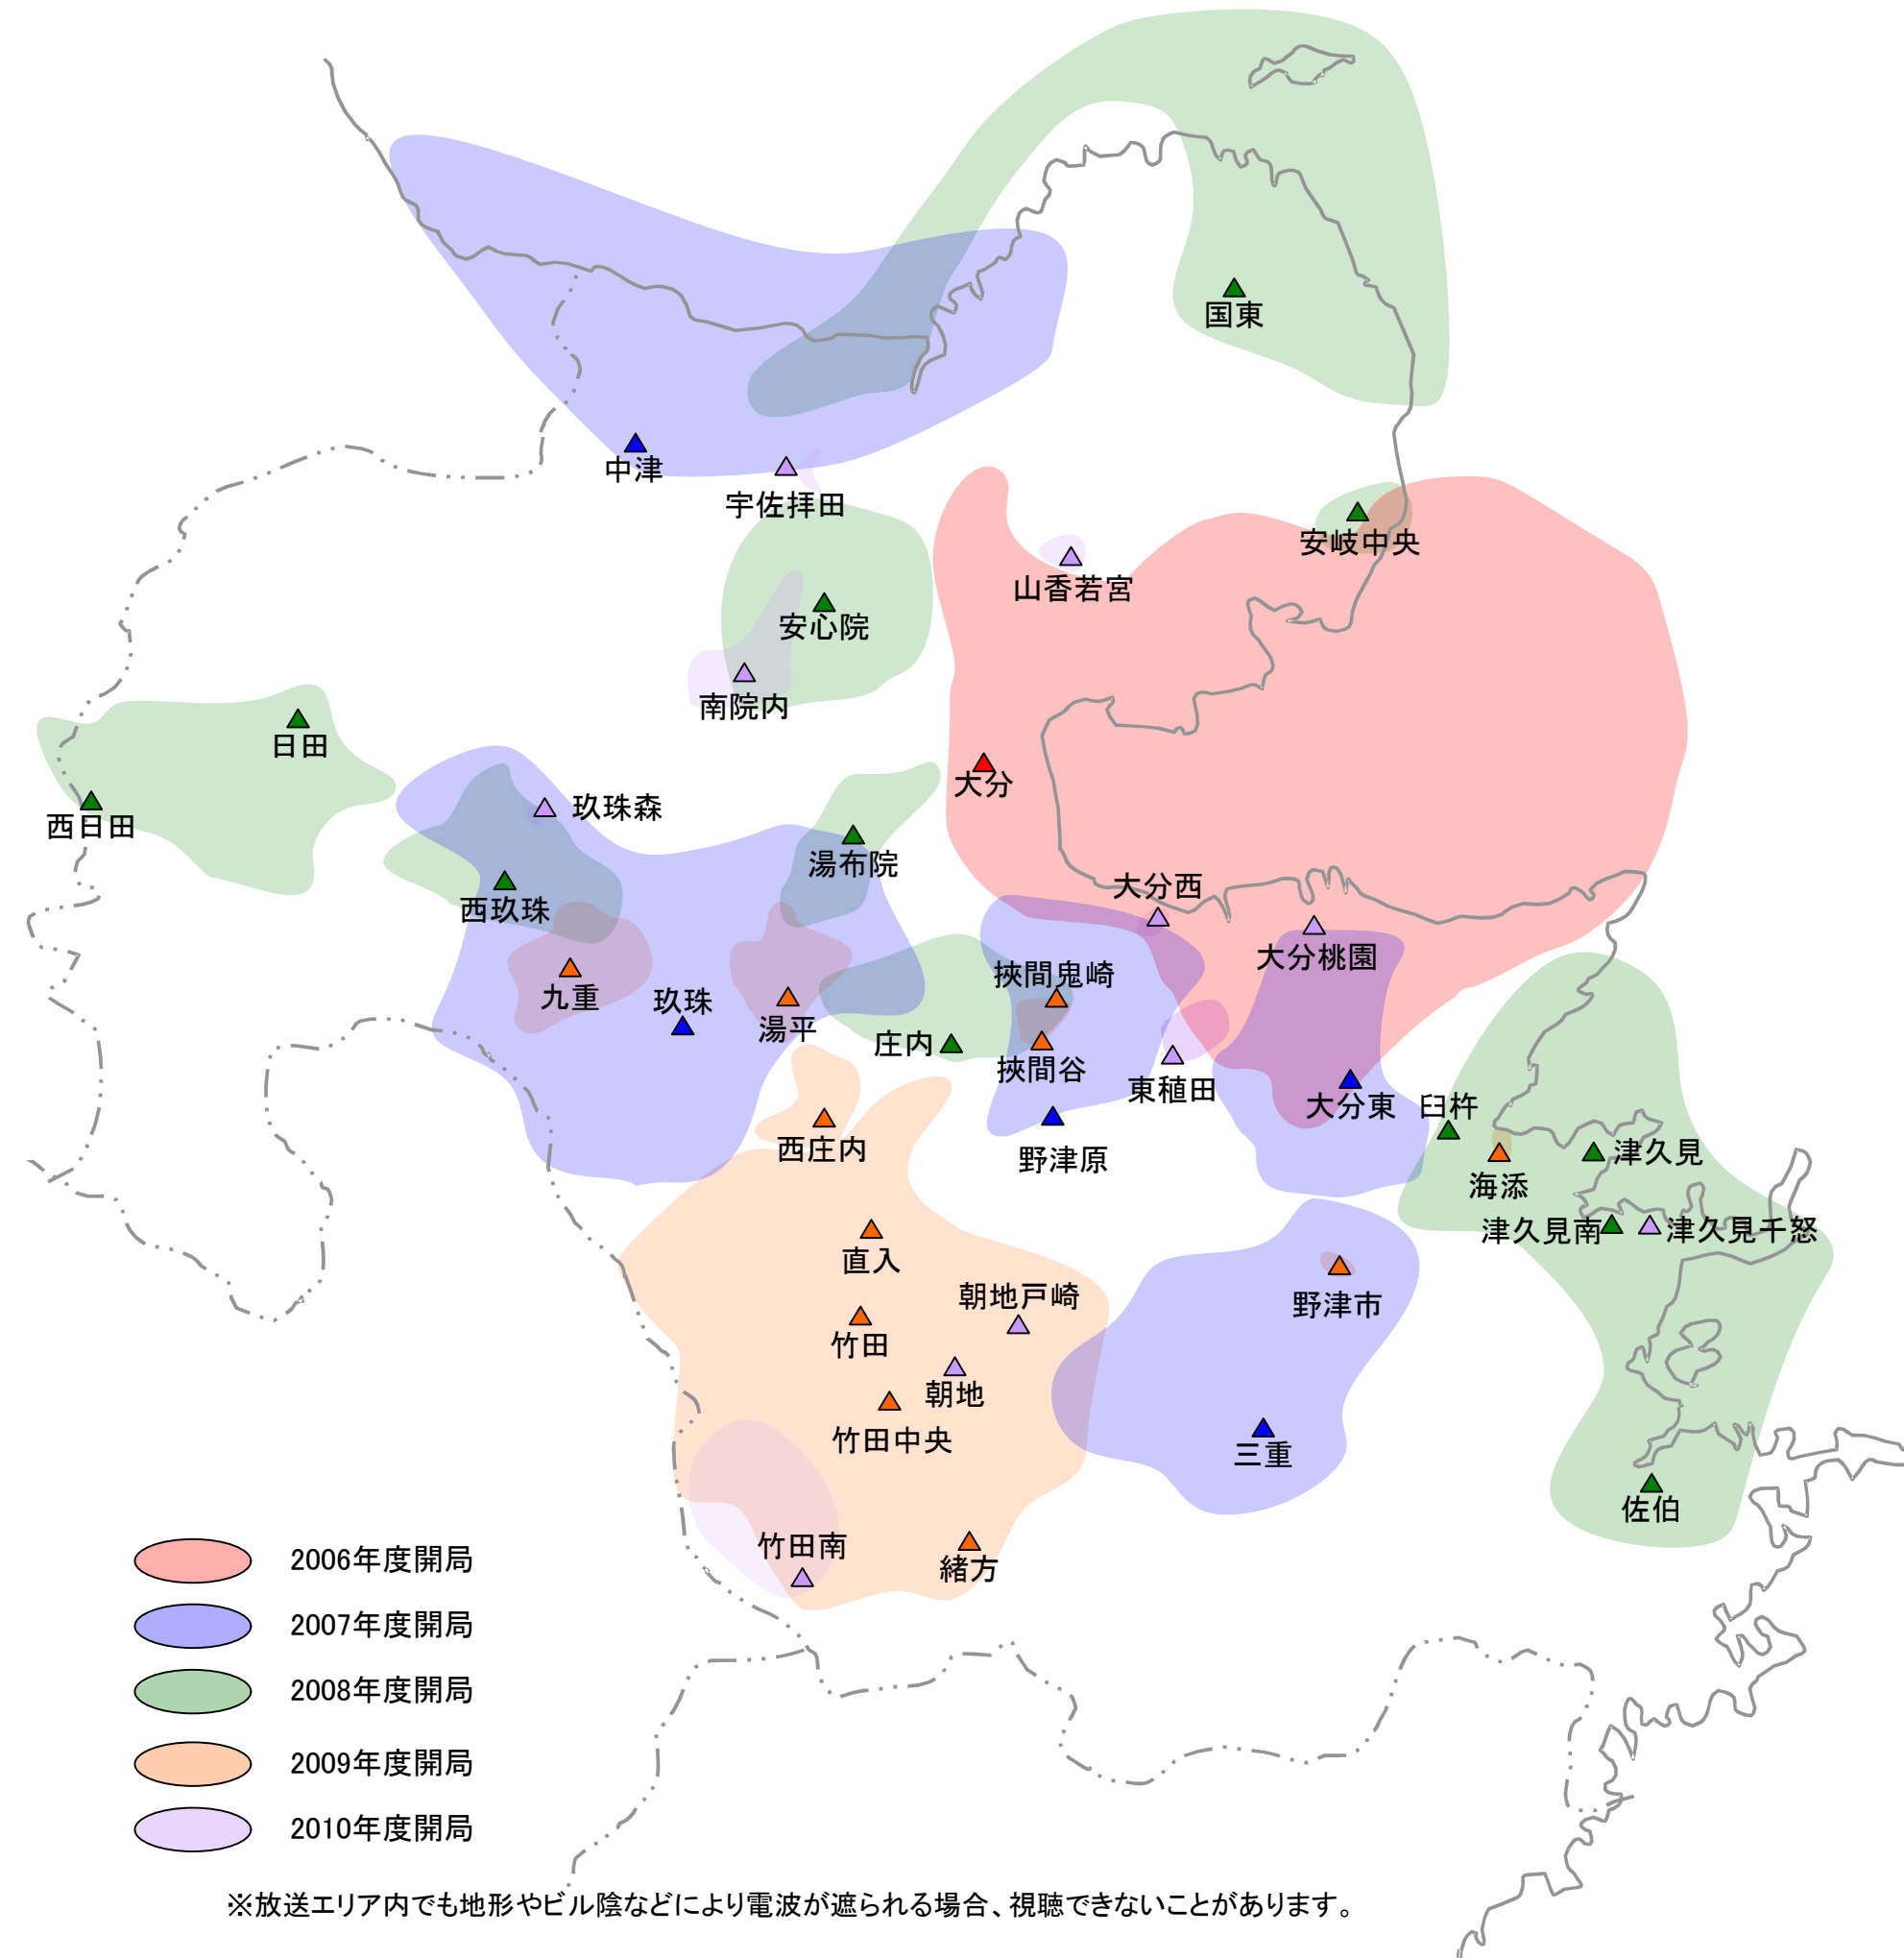 国東
中津
宇佐拝田
安岐中央
山香若宮
安心院
南院内
日田
大分
西日田
玖珠森
湯布院
大分西
西玖珠
大分桃園
挾間鬼崎
九重
玖珠
湯平
庄内
挾間谷
東稙田
大分東
臼杵
西庄内
野津原
津久見
海添
津久見南
津久見千怒
直入
朝地戸崎
野津市
竹田
朝地
竹田中央
三重
佐伯
竹田南
緒方
2006年度開局
2007年度開局
2008年度開局
2009年度開局
2010年度開局
※放送エリア内でも地形やビル陰などにより電波が遮られる場合、視聴できないことがあります。